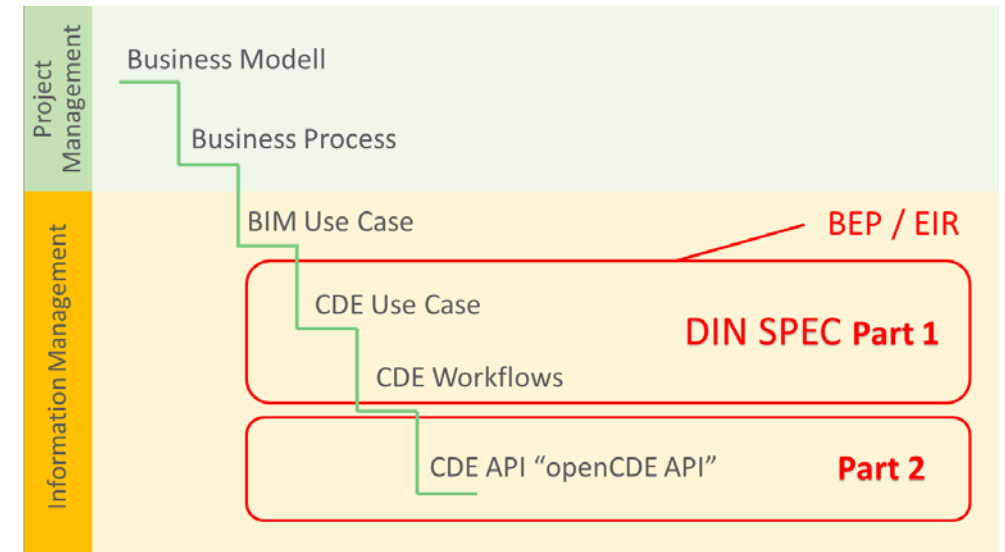 Project
Management
Business Modell
Business Process
Information Management
BIM Use Case
BEP / EIR
CDE Use Case
DIN SPEC Part 1
CDE Workflows
CDE API “openCDE API”
Part 2